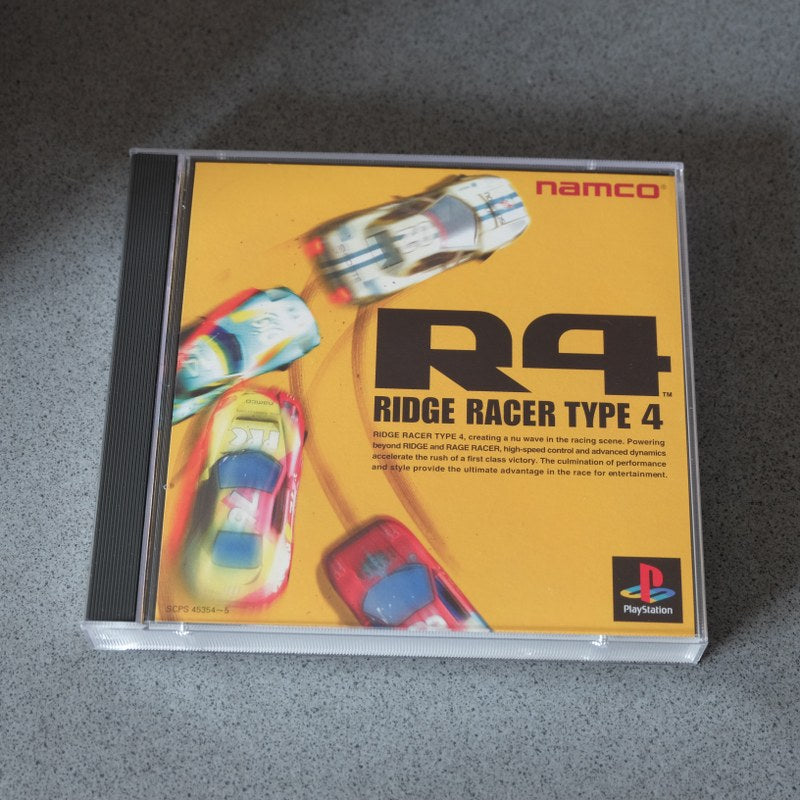 namco®
R4™
RIDGE RACER TYPE 4
RIDGE RACER TYPE 4, creating a nu wave in the racing scene. Powering
beyond RIDGE and RAGE RACER, high-speed control and advanced dynamics
accelerate the rush of a first class victory. The culmination of performance
and style provide the ultimate advantage in the race for entertainment.
namco
SCPS 45354~5
PlayStation